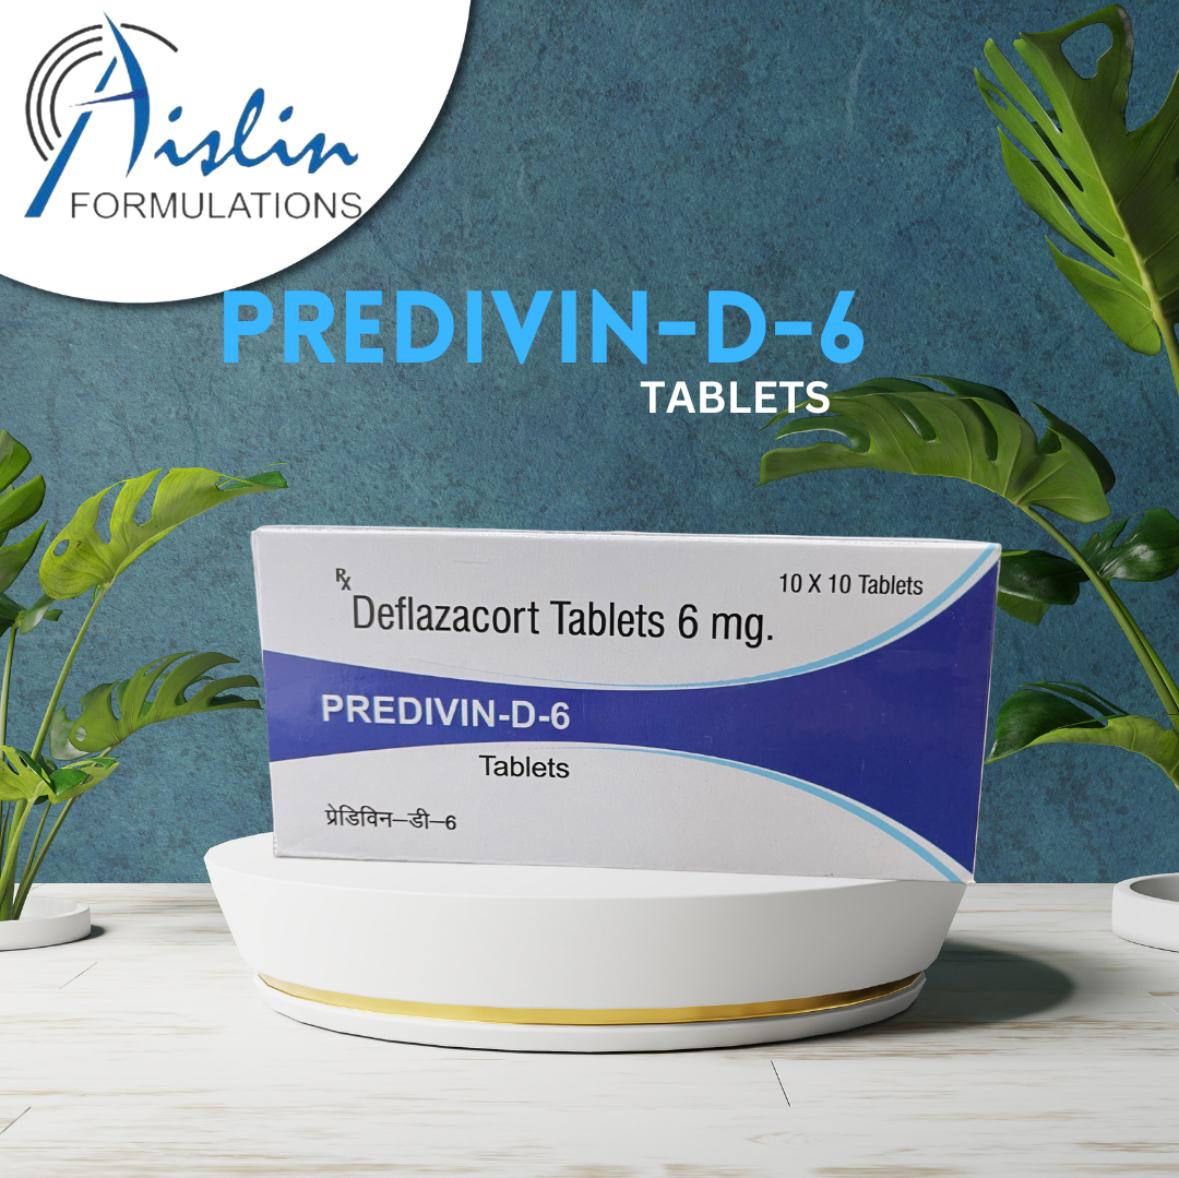 Aislin
FORMULATIONS
PREDIVIN-D-6
TABLETS
Rx
10 X 10 Tablets
Deflazacort Tablets 6 mg.
PREDIVIN-D-6
Tablets
प्रेडिविन–डी–6